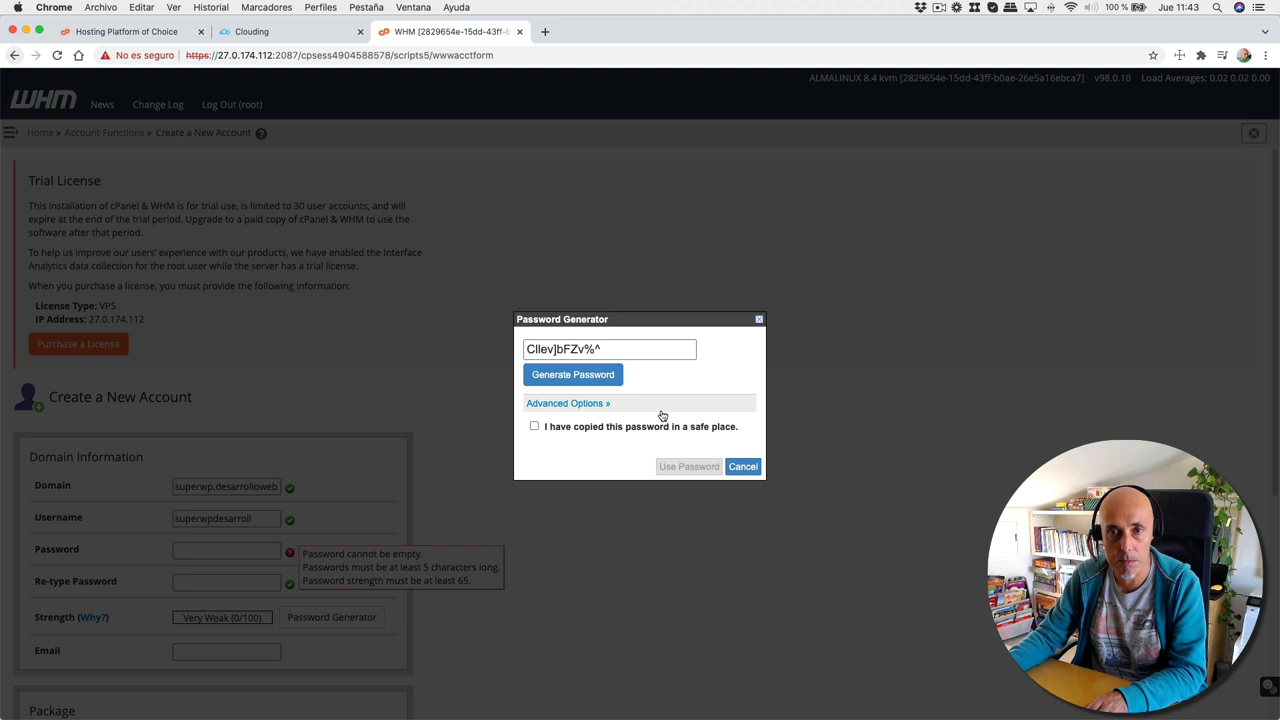 Chrome Archivo Editar Ver Historial Marcadores Perfiles Pestaña Ventana Ayuda 100 % Jue 11:43
Hosting Platform of Choice Clouding WHM [2829654e-15dd-43ff-b
No es seguro https://27.0.174.112:2087/cpsess4904588578/scripts5/wwwacctform
ALMALINUX 8.4 kvm [2829654e-15dd-43ff-b0ae-26e5a16ebca7] v98.0.10 Load Averages: 0.02 0.02 0.00
WHM News Change Log Log Out (root)
Home » Account Functions » Create a New Account
Trial License
This installation of cPanel & WHM is for trial use, is limited to 30 user accounts, and will
expire at the end of the trial period. Upgrade to a paid copy of cPanel & WHM to use the
software after that period.
To help us improve our users' experience with our products, we have enabled the Interface
Analytics data collection for the root user while the server has a trial license.
When you purchase a license, you must provide the following information:
License Type: VPS
IP Address: 27.0.174.112
Purchase a License
Password Generator
Cllev]bFZv%^
Generate Password
Advanced Options »
I have copied this password in a safe place.
Use Password Cancel
Create a New Account
Domain Information
Domain superwp.desarrolloweb.
Username superwpdesarroll
Password
Password cannot be empty.
Passwords must be at least 5 characters long.
Password strength must be at least 65.
Re-type Password
Strength (Why?) Very Weak (0/100) Password Generator
Email
Package